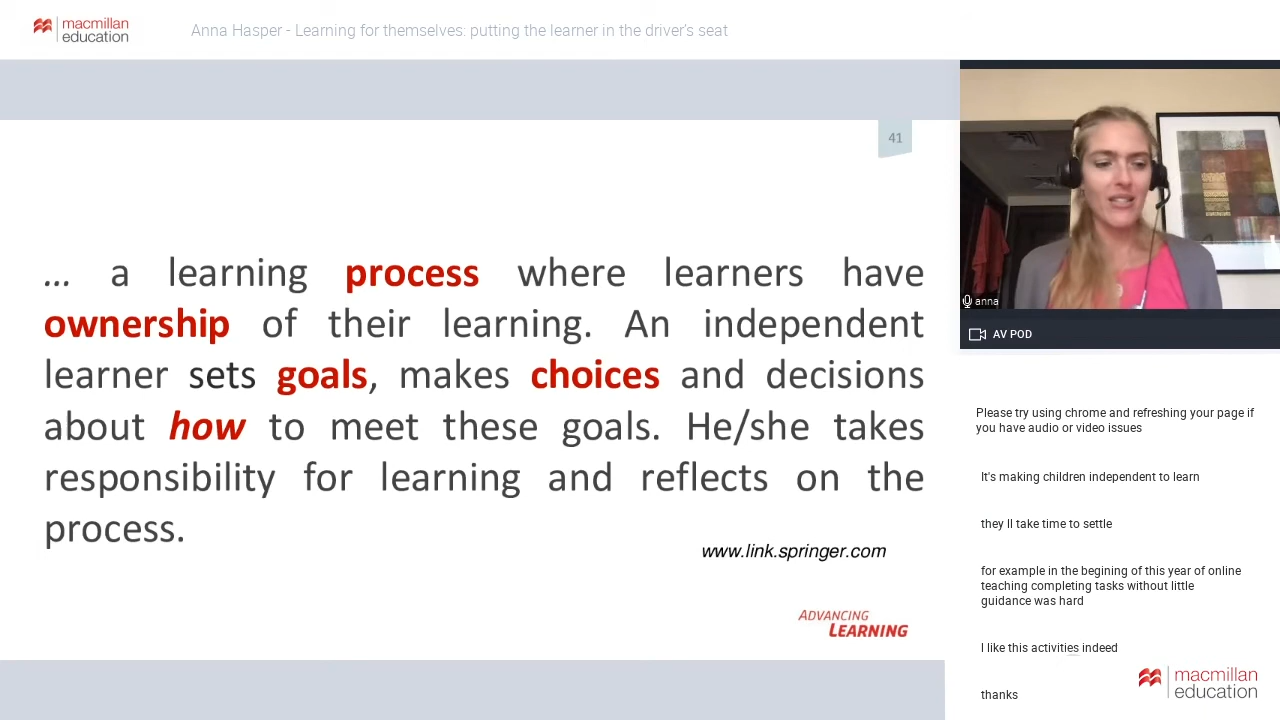 macmillan
education
Anna Hasper - Learning for themselves: putting the learner in the driver's seat
41
... a learning process where learners have
ownership of their learning. An independent
learner sets goals, makes choices and decisions
about how to meet these goals. He/she takes
responsibility for learning and reflects on the
process.
www.link.springer.com
ADVANCING
LEARNING
anna
AV POD
Please try using chrome and refreshing your page if
you have audio or video issues
It's making children independent to learn
they ll take time to settle
for example in the begining of this year of online
teaching completing tasks without little
guidance was hard
I like this activities indeed
thanks
macmillan
education